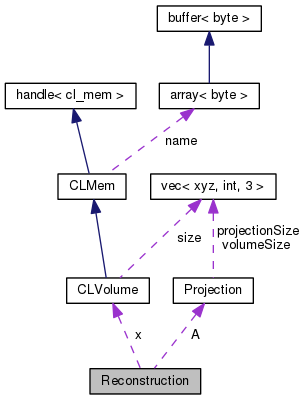 buffer< byte >
handle< cl_mem >
array< byte >
name
CLMem
vec< xyz, int, 3 >
size
projectionSize
volumeSize
CLVolume
Projection
x
A
Reconstruction